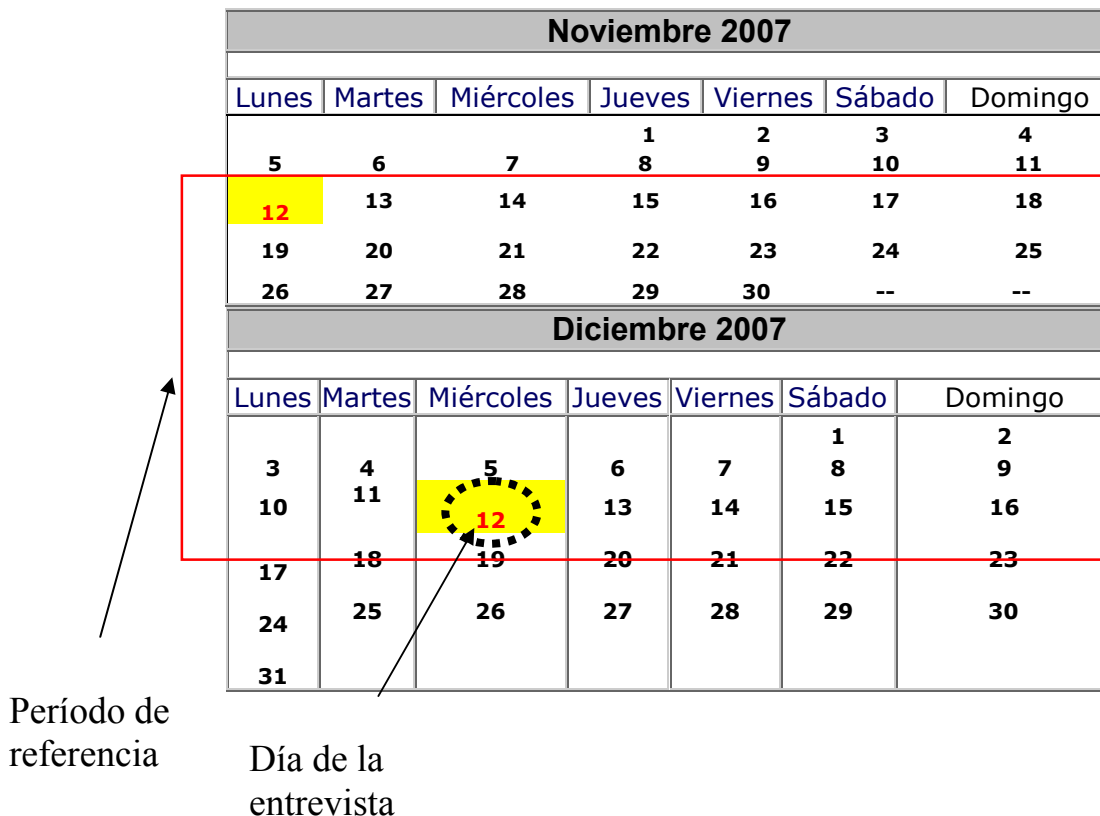 Noviembre 2007
Lunes Martes Miércoles Jueves Viernes Sábado Domingo
1 2 3 4
5 6 7 8 9 10 11
12 13 14 15 16 17 18
19 20 21 22 23 24 25
26 27 28 29 30 -- --
Diciembre 2007
Lunes Martes Miércoles Jueves Viernes Sábado Domingo
1 2
3 4 5 6 7 8 9
10 11 12 13 14 15 16
17 18 19 20 21 22 23
24 25 26 27 28 29 30
31
Período de
referencia
Día de la
entrevista